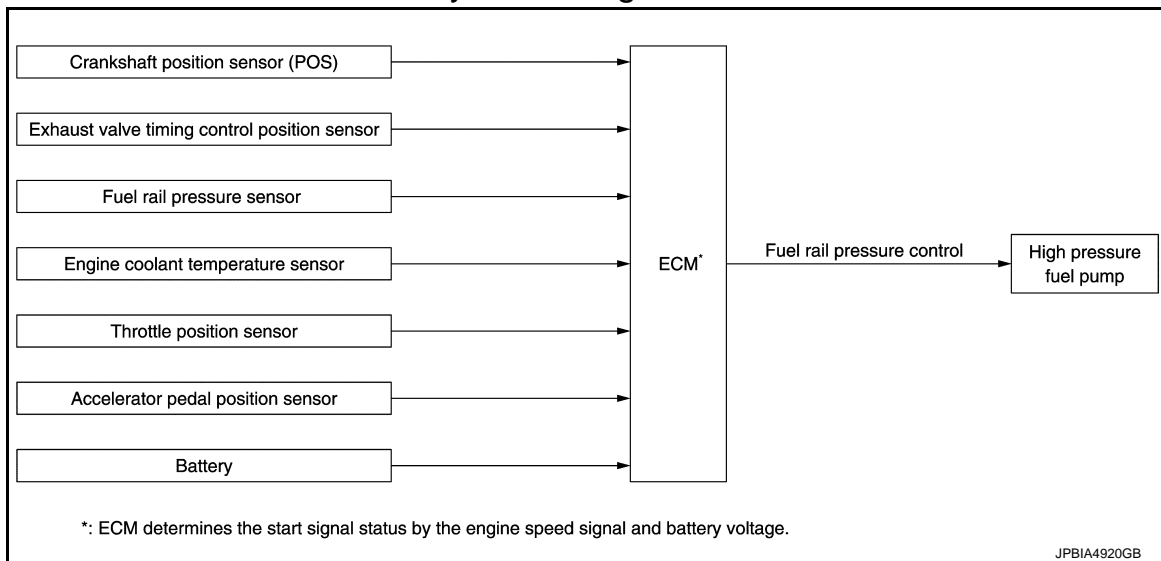 Crankshaft position sensor (POS)
Exhaust valve timing control position sensor
Fuel rail pressure sensor
Engine coolant temperature sensor
Throttle position sensor
Accelerator pedal position sensor
Battery
ECM*
Fuel rail pressure control
High pressure
fuel pump
*: ECM determines the start signal status by the engine speed signal and battery voltage.
JPBIA4920GB